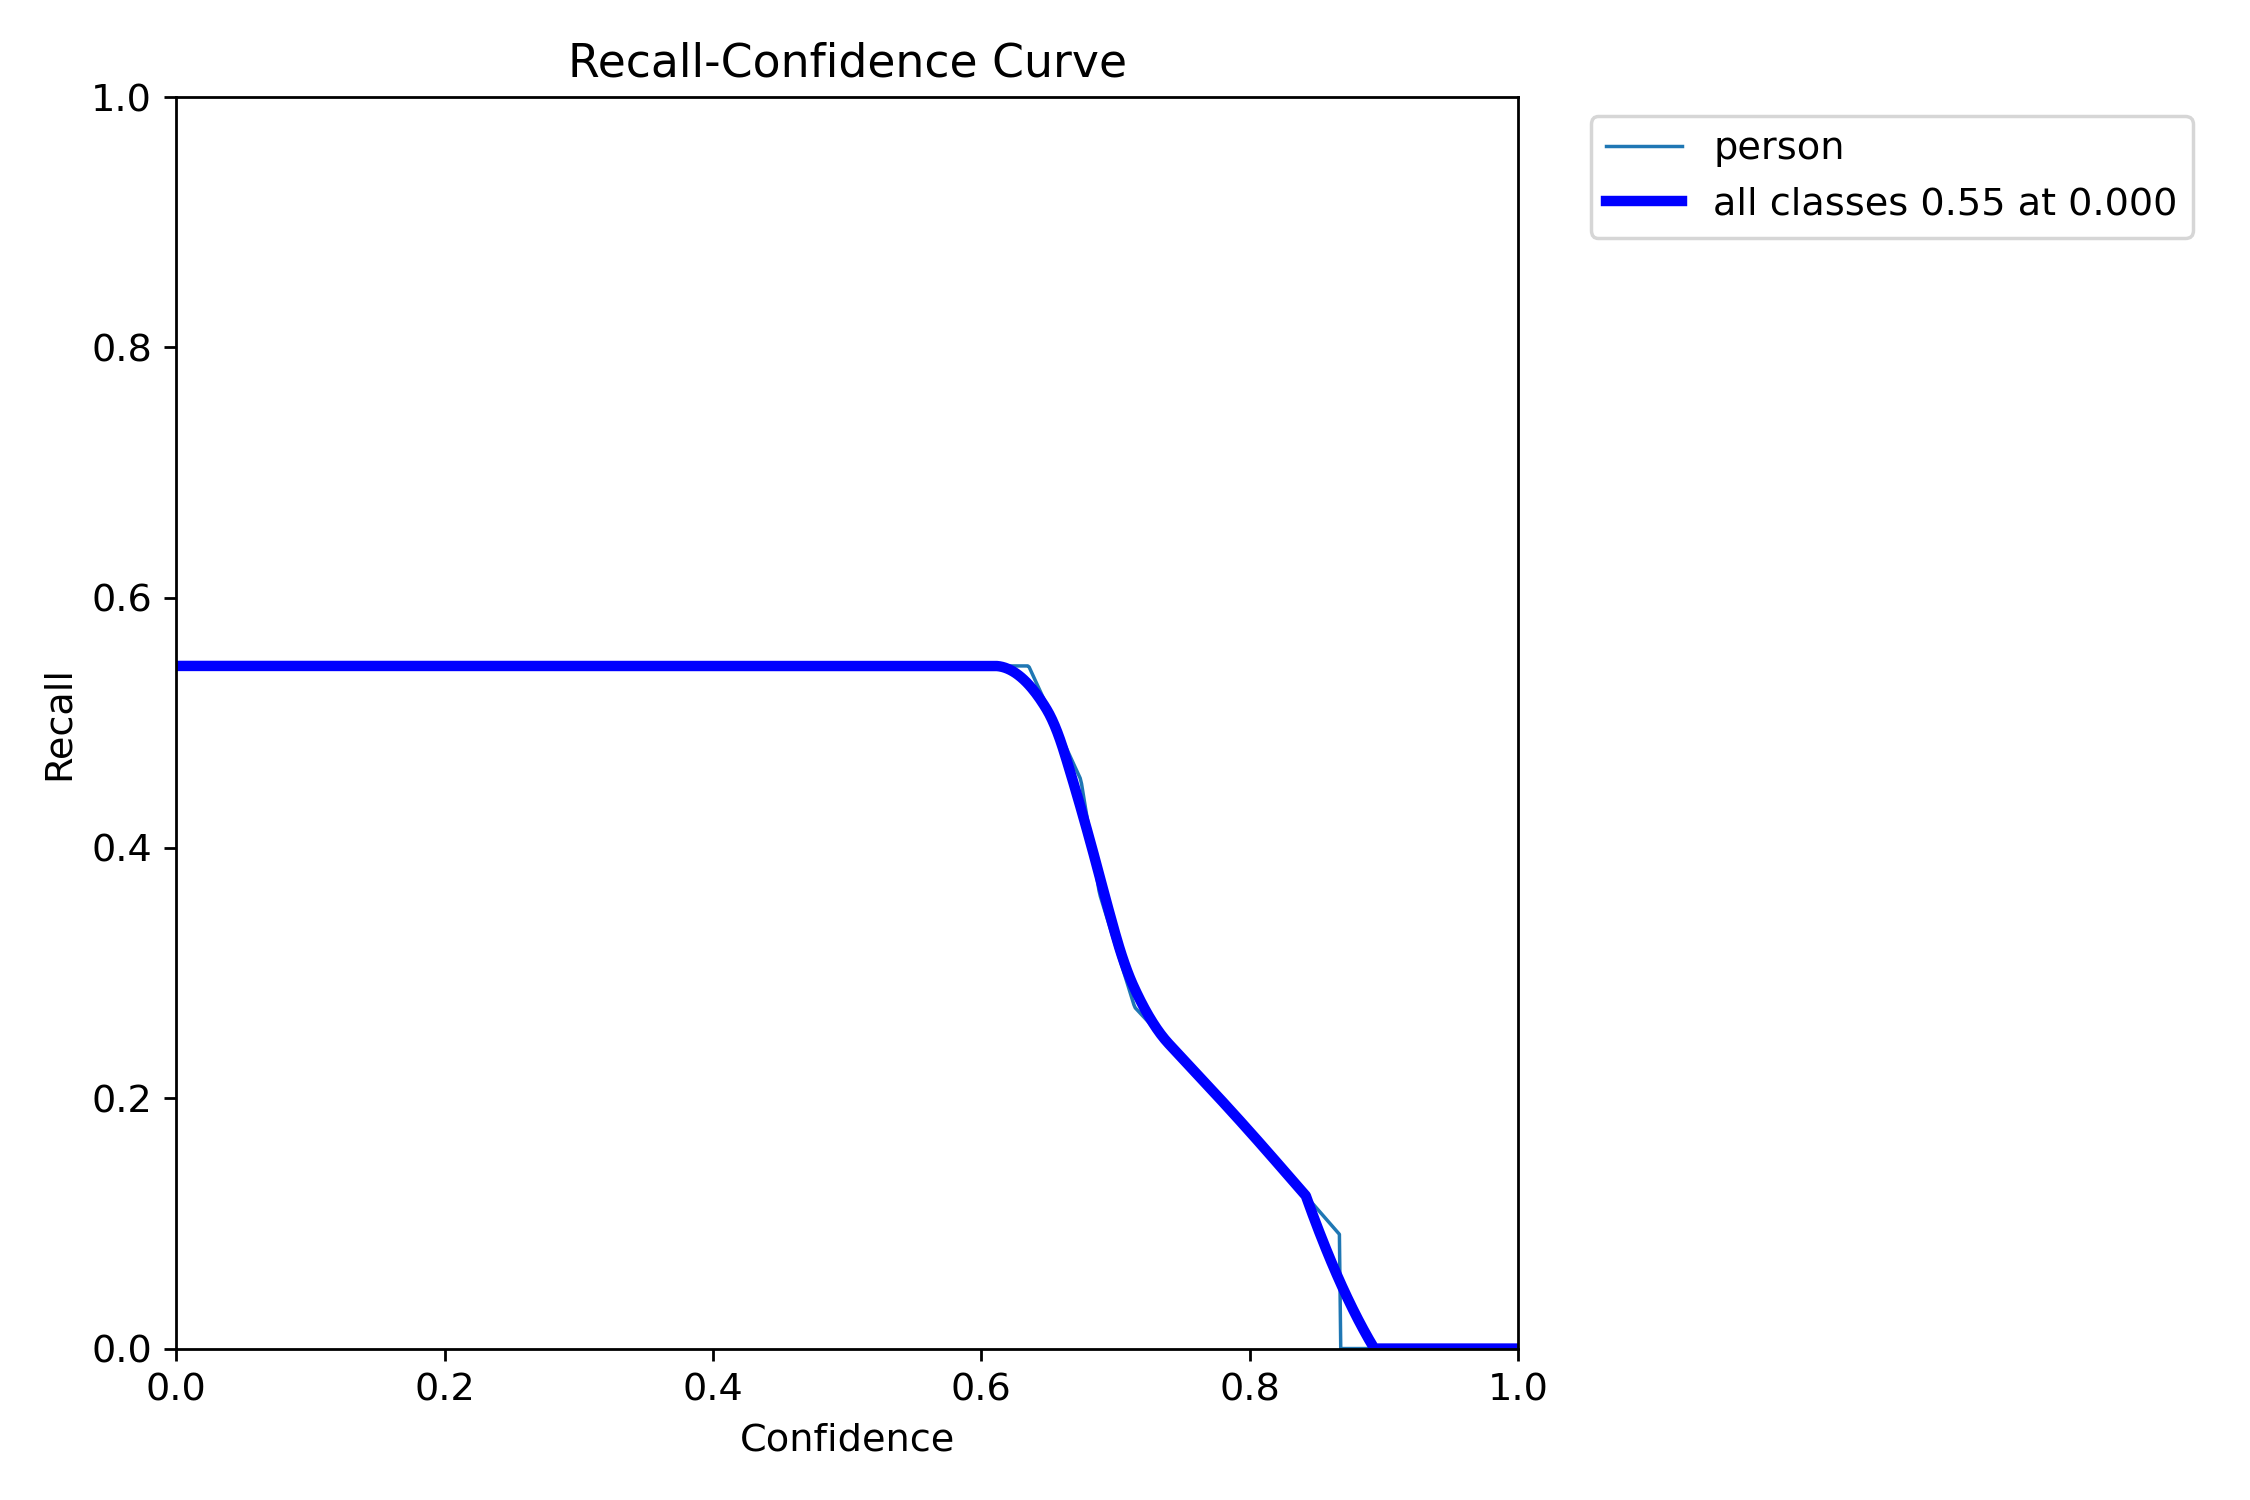 Recall-Confidence Curve
1.0
0.8
0.6
0.4
0.2
0.0
Recall
0.0 0.2 0.4 0.6 0.8 1.0
Confidence
person
all classes 0.55 at 0.000